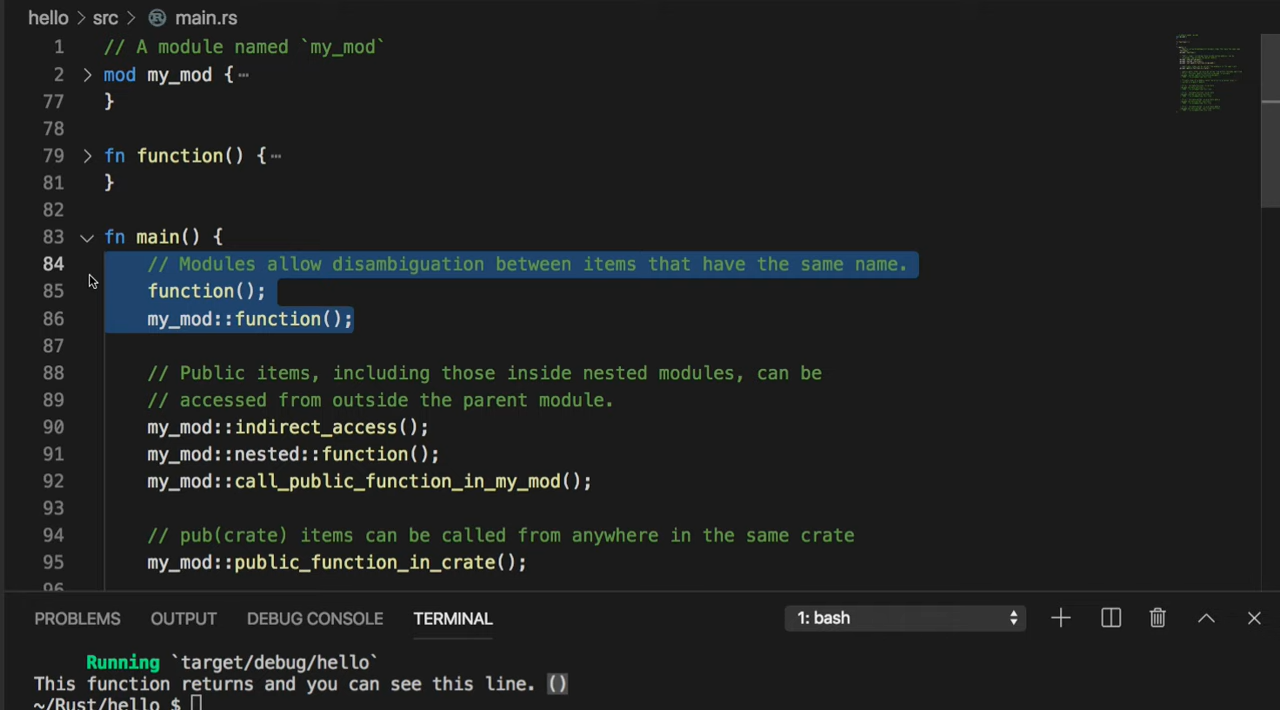 hello > src > main.rs
1 // A module named `my_mod`
2 > mod my_mod {⋯
77 }
78
79 > fn function() {⋯
81 }
82
83 fn main() {
84 // Modules allow disambiguation between items that have the same name.
85 function();
86 my_mod::function();
87
88 // Public items, including those inside nested modules, can be
89 // accessed from outside the parent module.
90 my_mod::indirect_access();
91 my_mod::nested::function();
92 my_mod::call_public_function_in_my_mod();
93
94 // pub(crate) items can be called from anywhere in the same crate
95 my_mod::public_function_in_crate();
96
PROBLEMS OUTPUT DEBUG CONSOLE TERMINAL 1: bash
Running `target/debug/hello`
This function returns and you can see this line. ()
~/Rust/hello $